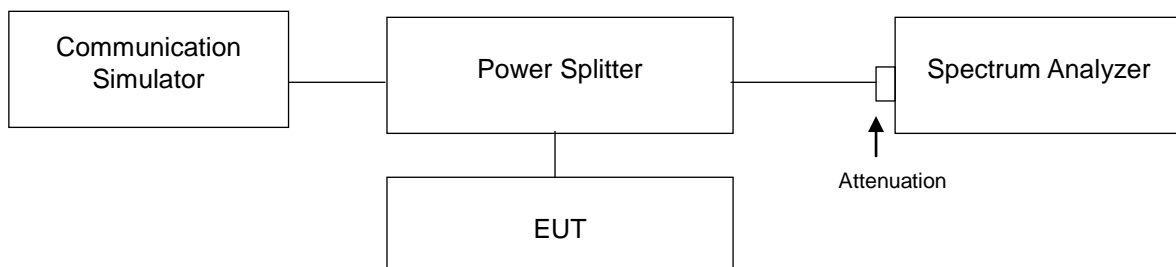 Communication
Simulator
Power Splitter
Spectrum Analyzer
Attenuation
EUT